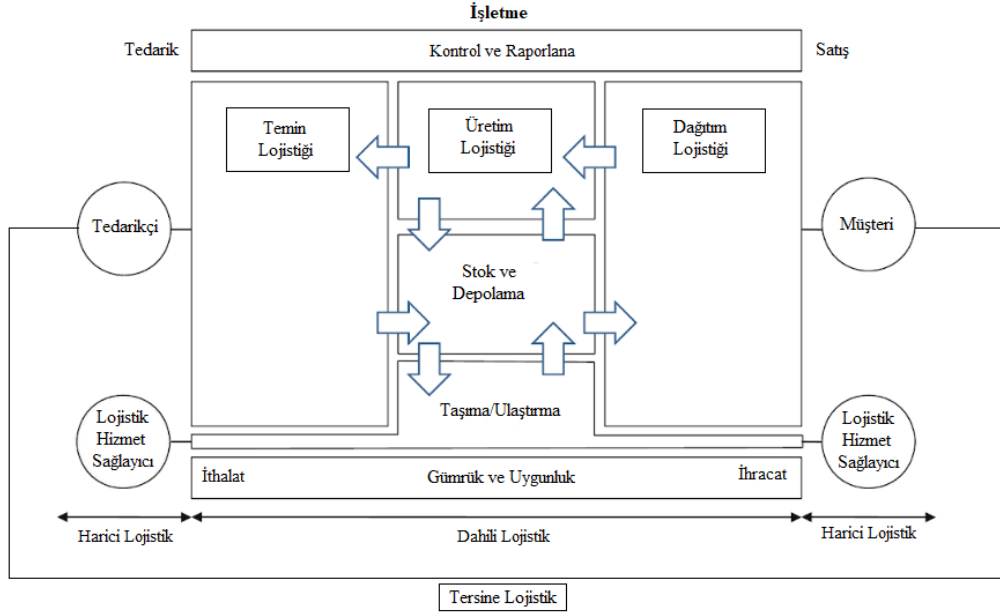 İşletme
Tedarik
Kontrol ve Raporlana
Satış
Temin
Lojistiği
Üretim
Lojistiği
Dağıtım
Lojistiği
Tedarikçi
Müşteri
Stok ve
Depolama
Taşıma/Ulaştırma
Lojistik
Hizmet
Sağlayıcı
Lojistik
Hizmet
Sağlayıcı
İthalat
Gümrük ve Uygunluk
İhracat
Harici Lojistik
Dahili Lojistik
Harici Lojistik
Tersine Lojistik